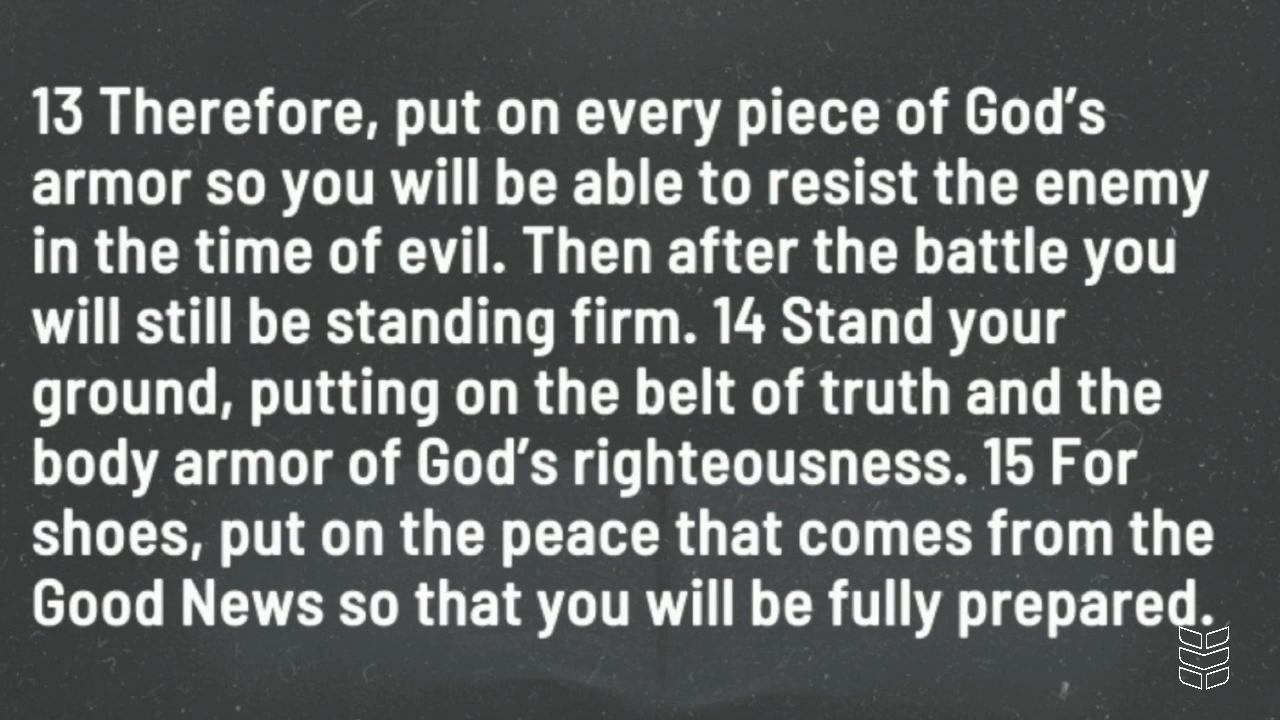 13 Therefore, put on every piece of God’s
armor so you will be able to resist the enemy
in the time of evil. Then after the battle you
will still be standing firm. 14 Stand your
ground, putting on the belt of truth and the
body armor of God’s righteousness. 15 For
shoes, put on the peace that comes from the
Good News so that you will be fully prepared.